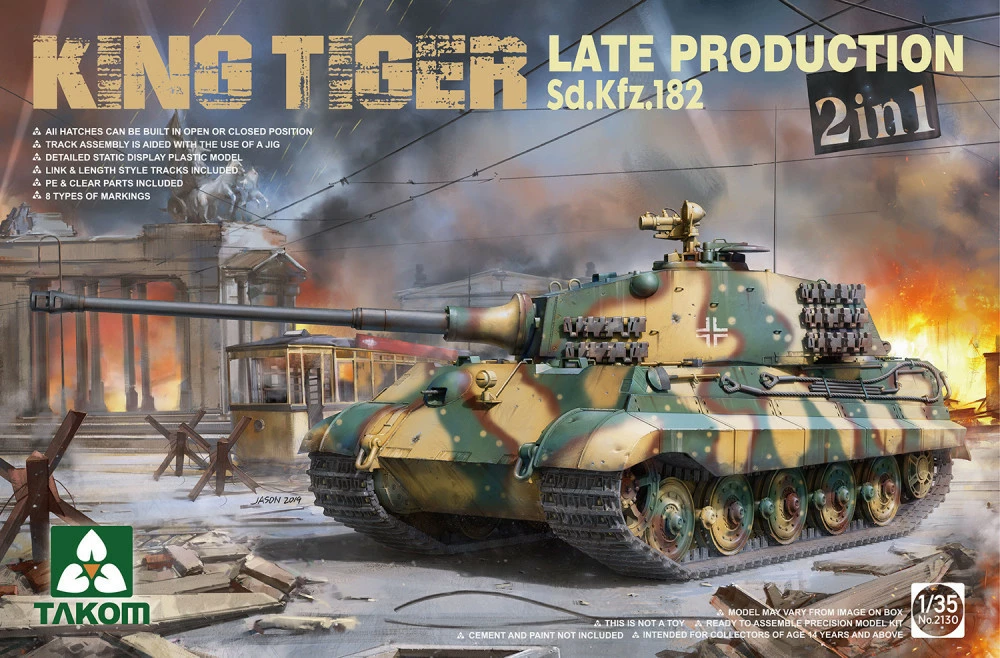 KING TIGER
LATE PRODUCTION
Sd.Kfz.182
2in1
All HATCHES CAN BE BUILT IN OPEN OR CLOSED POSITION
TRACK ASSEMBLY IS AIDED WITH THE USE OF A JIG
DETAILED STATIC DISPLAY PLASTIC MODEL
LINK & LENGTH STYLE TRACKS INCLUDED
PE & CLEAR PARTS INCLUDED
8 TYPES OF MARKINGS
JASON 2019
TAKOM
MODEL MAY VARY FROM IMAGE ON BOX
THIS IS NOT A TOY READY TO ASSEMBLE PRECISION MODEL KIT
CEMENT AND PAINT NOT INCLUDED INTENDED FOR COLLECTORS OF AGE 14 YEARS AND ABOVE
1/35
No.2130